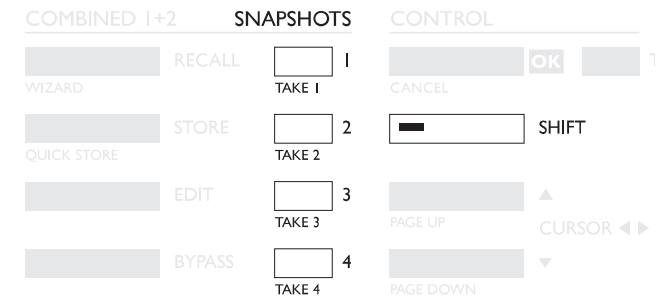 COMBINED 1+2 SNAPSHOTS CONTROL
RECALL 1 OK
WIZARD TAKE 1 CANCEL
STORE 2 SHIFT
QUICK STORE TAKE 2
EDIT 3 ▲
TAKE 3 PAGE UP
CURSOR ◀ ▶
BYPASS 4 ▼
TAKE 4 PAGE DOWN